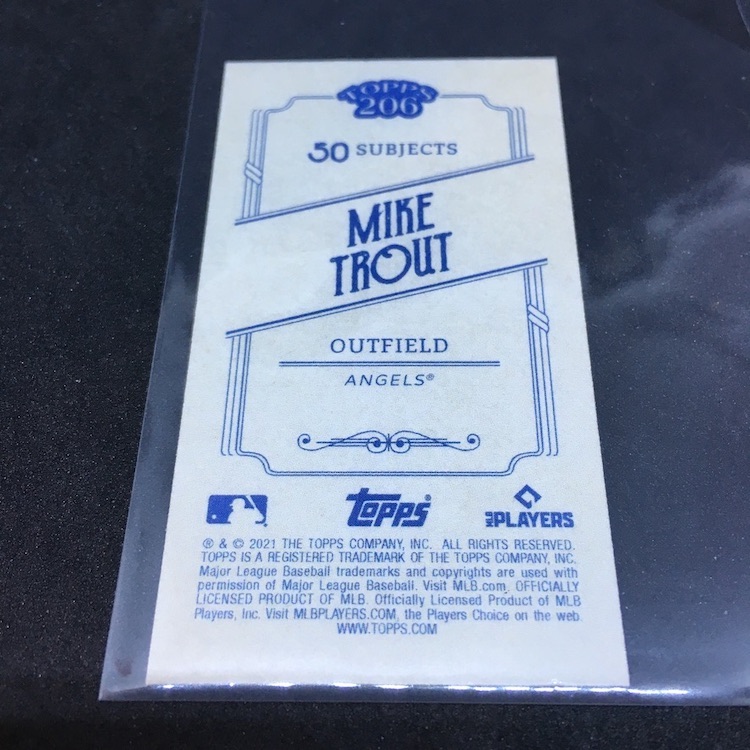 TOPPS
206
50 SUBJECTS
MIKE
TROUT
OUTFIELD
ANGELS®
topps®
MLB PLAYERS
® & © 2021 THE TOPPS COMPANY, INC. ALL RIGHTS RESERVED.
TOPPS IS A REGISTERED TRADEMARK OF THE TOPPS COMPANY, INC.
Major League Baseball trademarks and copyrights are used with
permission of Major League Baseball. Visit MLB.com. OFFICIALLY
LICENSED PRODUCT OF MLB. Officially Licensed Product of MLB
Players, Inc. Visit MLBPLAYERS.COM, the Players Choice on the web.
WWW.TOPPS.COM